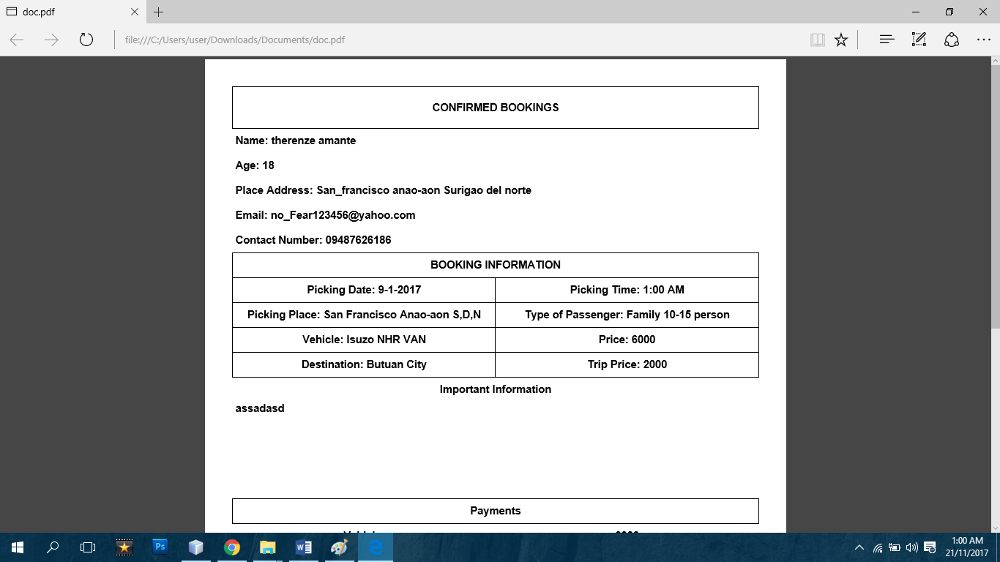 doc.pdf
file:///C:/Users/user/Downloads/Documents/doc.pdf
CONFIRMED BOOKINGS
Name: therenze amante
Age: 18
Place Address: San_francisco anao-aon Surigao del norte
Email: no_Fear123456@yahoo.com
Contact Number: 09487626186
BOOKING INFORMATION
Picking Date: 9-1-2017 Picking Time: 1:00 AM
Picking Place: San Francisco Anao-aon S,D,N Type of Passenger: Family 10-15 person
Vehicle: Isuzo NHR VAN Price: 6000
Destination: Butuan City Trip Price: 2000
Important Information
assadasd
Payments
Ps
1:00 AM
21/11/2017